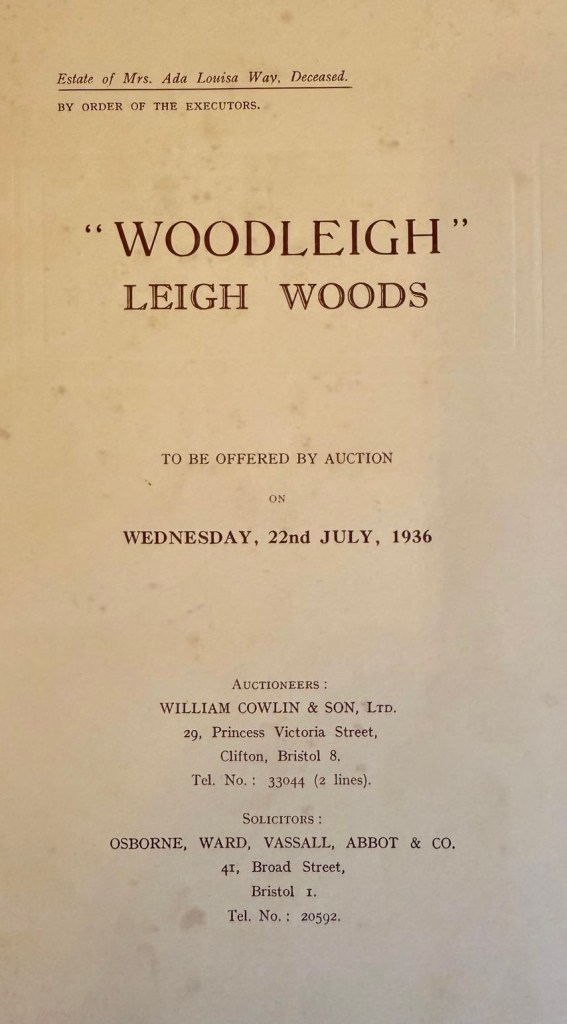 Estate of Mrs. Ada Louisa Way, Deceased.
BY ORDER OF THE EXECUTORS.
“WOODLEIGH”
LEIGH WOODS
TO BE OFFERED BY AUCTION
ON
WEDNESDAY, 22nd JULY, 1936
AUCTIONEERS :
WILLIAM COWLIN & SON, LTD.
29, Princess Victoria Street,
Clifton, Bristol 8.
Tel. No. : 33044 (2 lines).
SOLICITORS :
OSBORNE, WARD, VASSALL, ABBOT & CO.
41, Broad Street,
Bristol 1.
Tel. No. : 20592.